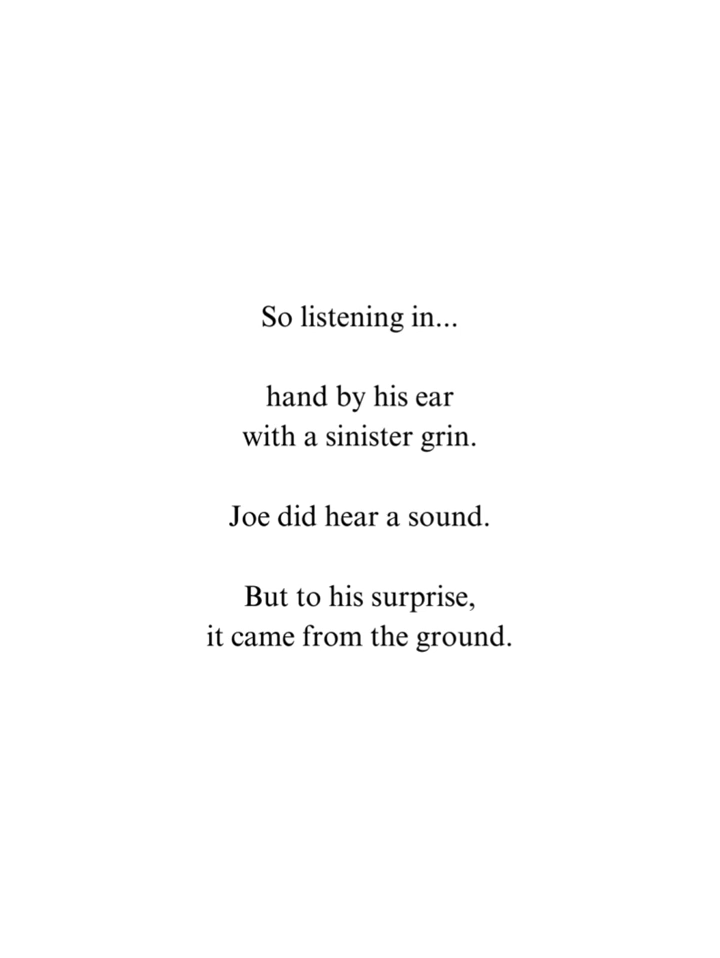 So listening in...
hand by his ear
with a sinister grin.
Joe did hear a sound.
But to his surprise,
it came from the ground.